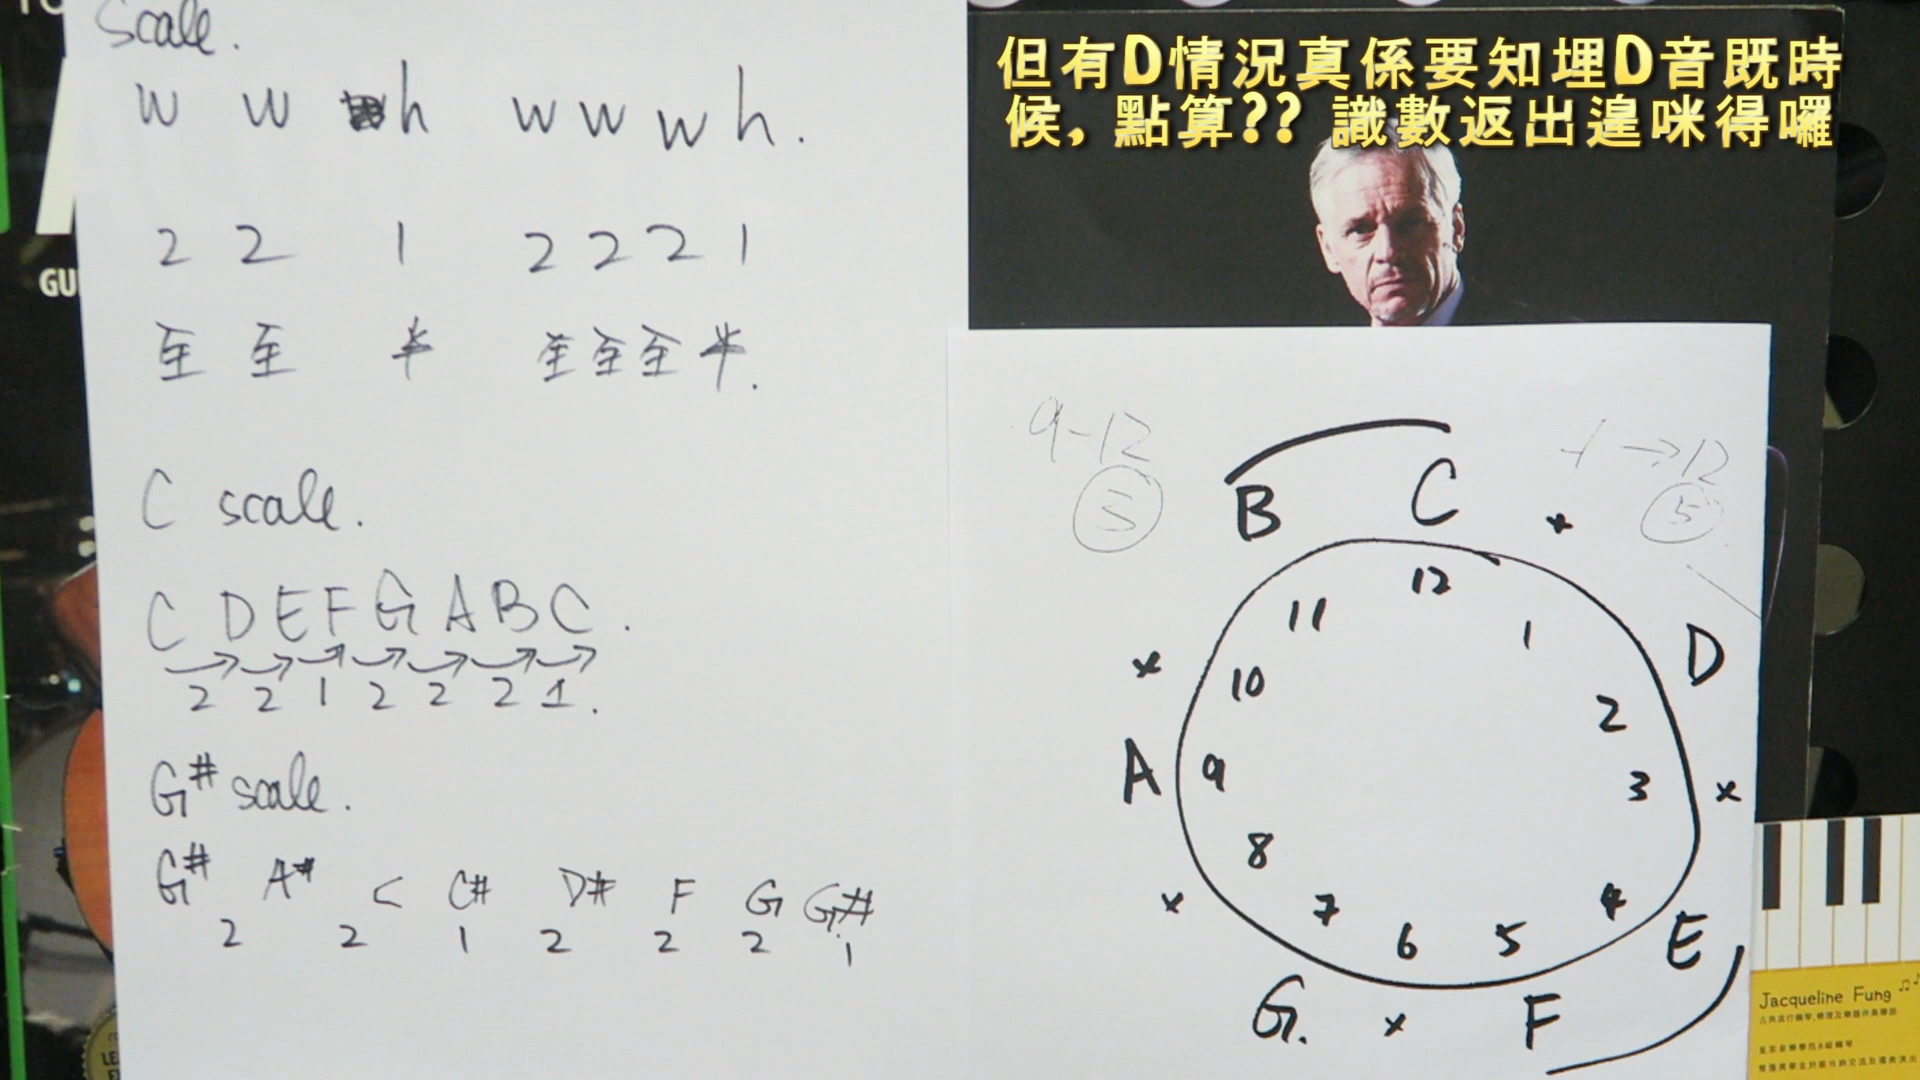 但有D情況真係要知埋D音既時
候，點算?? 識數返出遑咪得囉
Scale.
W W h W W W h.
2 2 1 2 2 2 1
全 全 半 全 全 全 半.
C scale.
C D E F G A B C.
2 2 1 2 2 2 1.
G# scale.
G# A# C C# D# F G G#
2 2 1 2 2 2 1
GU
9-12
5
B C x
12
11 1
x D
10 2
A 9 3 x
8 4
x 7 6 5 E
G. x F
Jacqueline Fung